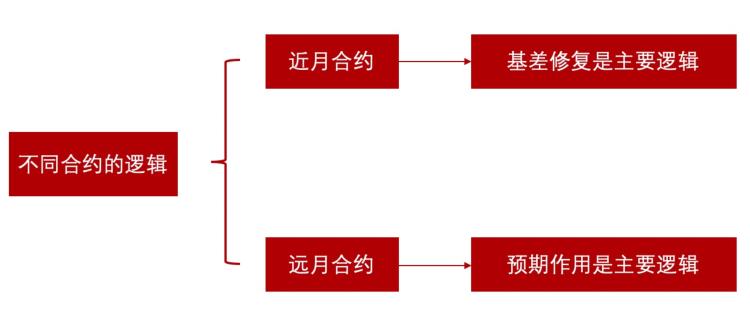 近月合约
基差修复是主要逻辑
不同合约的逻辑
远月合约
预期作用是主要逻辑